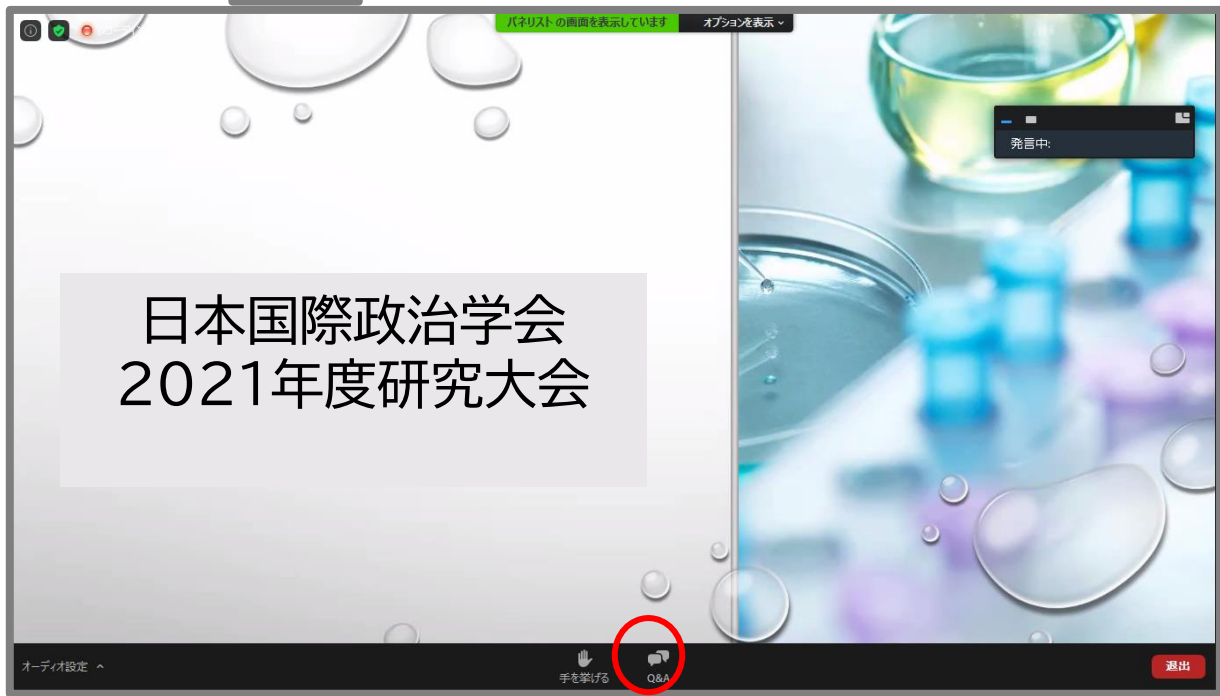 パネリスト の画面を表示しています
オプションを表示
発言中:
日本国際政治学会
2021年度研究大会
オーディオ設定
手を挙げる
Q&A
退出